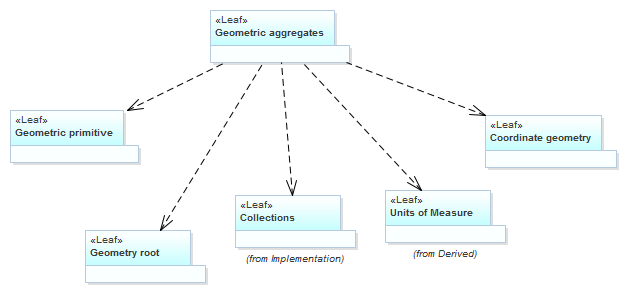 «Leaf»
Geometric aggregates
«Leaf»
Geometric primitive
«Leaf»
Coordinate geometry
«Leaf»
Collections
(from Implementation)
«Leaf»
Units of Measure
(from Derived)
«Leaf»
Geometry root